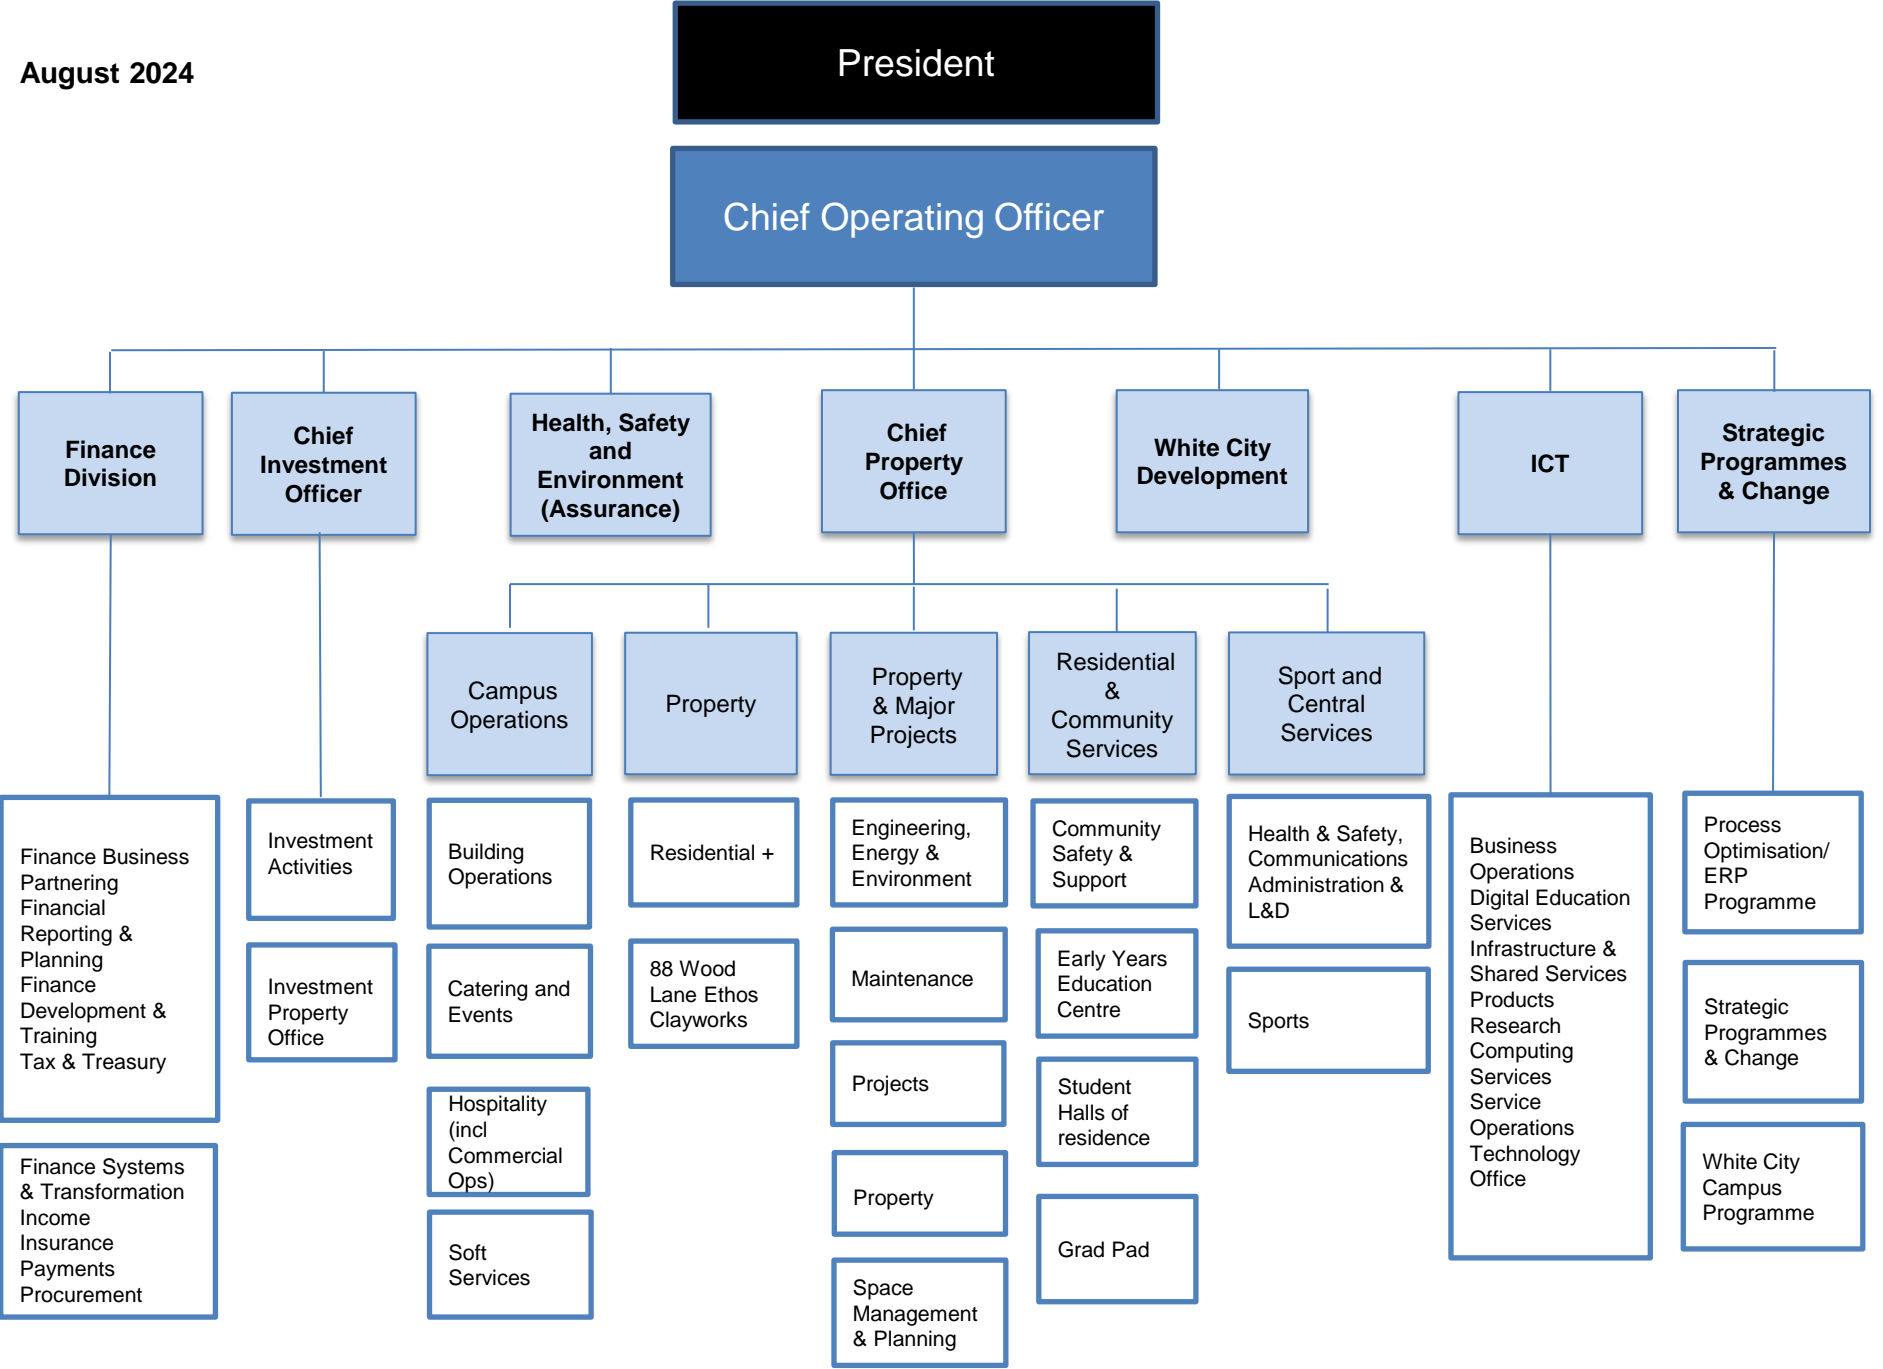 August 2024
President
Chief Operating Officer
Finance
Division
Chief
Investment
Officer
Health, Safety
and
Environment
(Assurance)
Chief
Property
Office
White City
Development
ICT
Strategic
Programmes
& Change
Campus
Operations
Property
Property
& Major
Projects
Residential
&
Community
Services
Sport and
Central
Services
Finance Business
Partnering
Financial
Reporting &
Planning
Finance
Development &
Training
Tax & Treasury
Finance Systems
& Transformation
Income
Insurance
Payments
Procurement
Investment
Activities
Investment
Property
Office
Building
Operations
Catering and
Events
Hospitality
(incl
Commercial
Ops)
Soft
Services
Residential +
88 Wood
Lane Ethos
Clayworks
Engineering,
Energy &
Environment
Maintenance
Projects
Property
Space
Management
& Planning
Community
Safety &
Support
Early Years
Education
Centre
Student
Halls of
residence
Grad Pad
Health & Safety,
Communications
Administration &
L&D
Sports
Business
Operations
Digital Education
Services
Infrastructure &
Shared Services
Products
Research
Computing
Services
Service
Operations
Technology
Office
Process
Optimisation/
ERP
Programme
Strategic
Programmes
& Change
White City
Campus
Programme